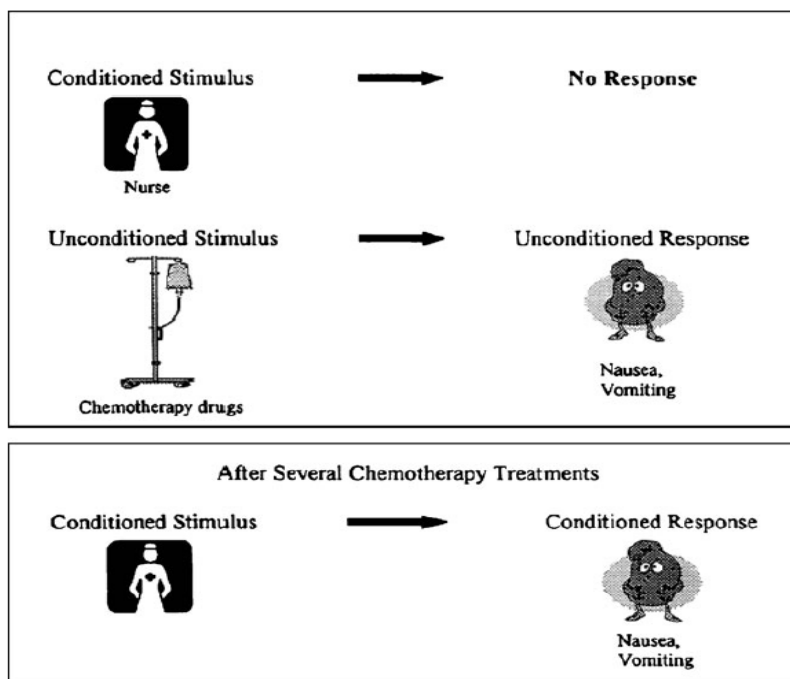 Conditioned Stimulus
No Response
Nurse
Unconditioned Stimulus
Unconditioned Response
Chemotherapy drugs
Nausea,
Vomiting
After Several Chemotherapy Treatments
Conditioned Stimulus
Conditioned Response
Nausea,
Vomiting